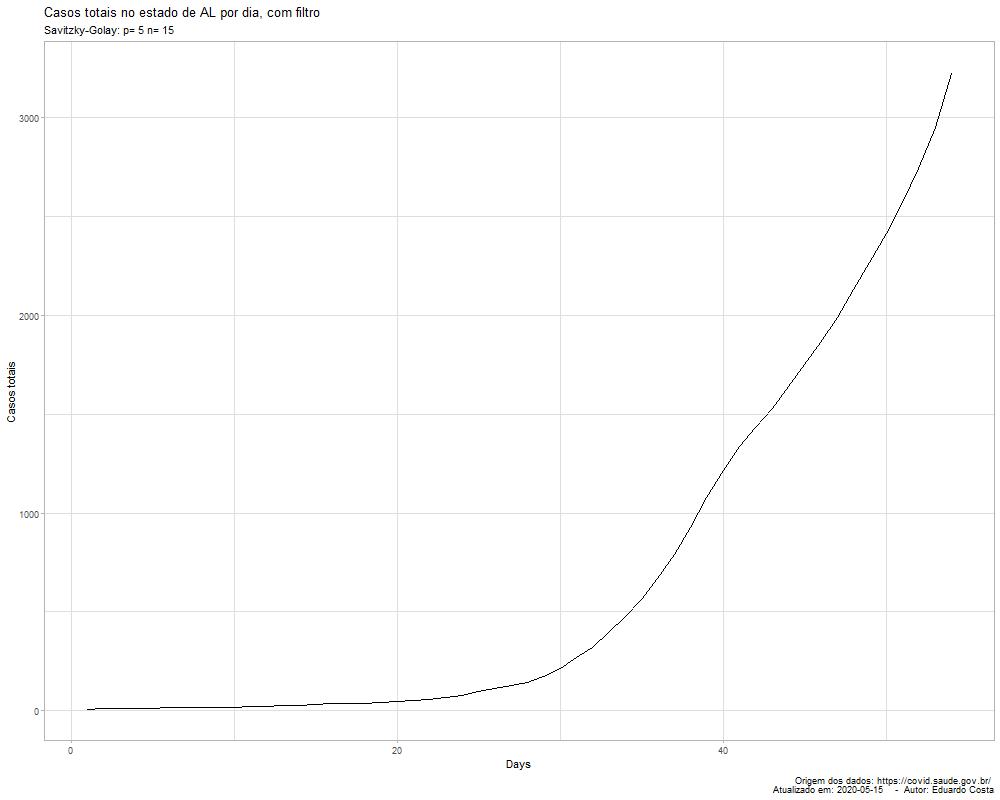 Casos totais no estado de AL por dia, com filtro
Savitzky-Golay: p= 5 n= 15
3000
2000
1000
0
Casos totais
0
20
40
Days
Origem dos dados: https://covid.saude.gov.br/
Atualizado em: 2020-05-15 - Autor: Eduardo Costa